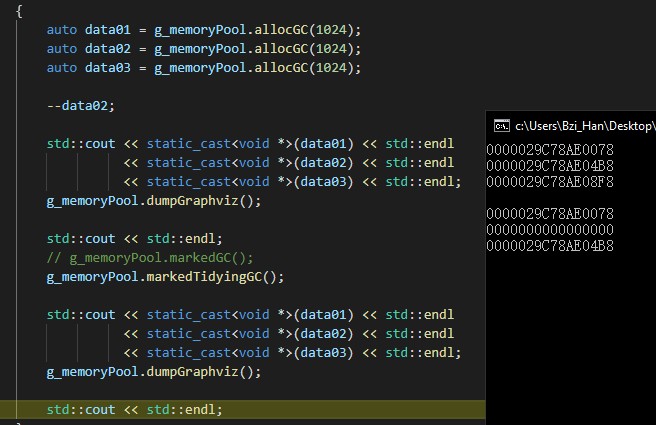 {
auto data01 = g_memoryPool.allocGC(1024);
auto data02 = g_memoryPool.allocGC(1024);
auto data03 = g_memoryPool.allocGC(1024);
--data02;
std::cout << static_cast<void *>(data01) << std::endl
<< static_cast<void *>(data02) << std::endl
<< static_cast<void *>(data03) << std::endl;
g_memoryPool.dumpGraphviz();
std::cout << std::endl;
// g_memoryPool.markedGC();
g_memoryPool.markedTidyingGC();
std::cout << static_cast<void *>(data01) << std::endl
<< static_cast<void *>(data02) << std::endl
<< static_cast<void *>(data03) << std::endl;
g_memoryPool.dumpGraphviz();
std::cout << std::endl;
c:\Users\Bzi_Han\Desktop\
0000029C78AE0078
0000029C78AE04B8
0000029C78AE08F8
0000029C78AE0078
0000000000000000
0000029C78AE04B8